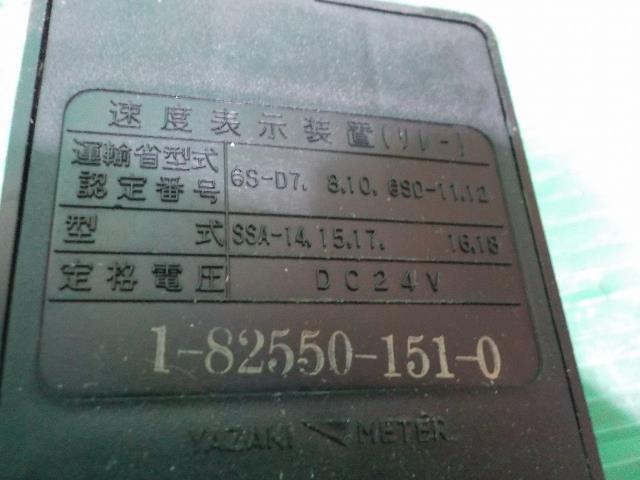 速度表示装置(リレー)
運輸省型式認定番号 6S-D7, 8.10. 6SD-11.12
型式 SSA-14, 15.17, 16.18
定格電圧 DC24V
1-82550-151-0
YAZAKI METER